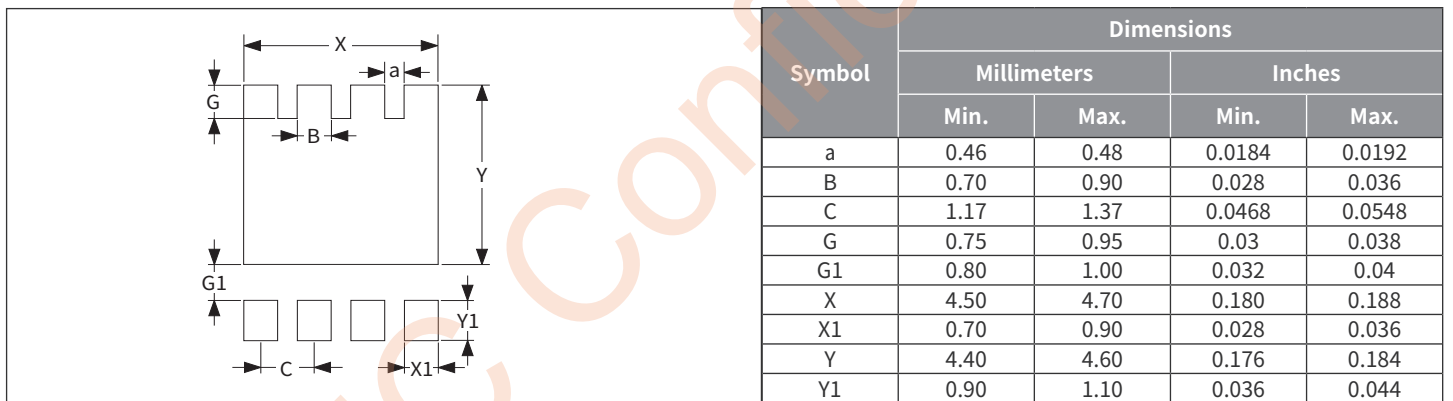 X
a
G
B
Y
G1
Y1
C
X1
Symbol
Dimensions
Millimeters Inches
Min. Max. Min. Max.
a 0.46 0.48 0.0184 0.0192
B 0.70 0.90 0.028 0.036
C 1.17 1.37 0.0468 0.0548
G 0.75 0.95 0.03 0.038
G1 0.80 1.00 0.032 0.04
X 4.50 4.70 0.180 0.188
X1 0.70 0.90 0.028 0.036
Y 4.40 4.60 0.176 0.184
Y1 0.90 1.10 0.036 0.044